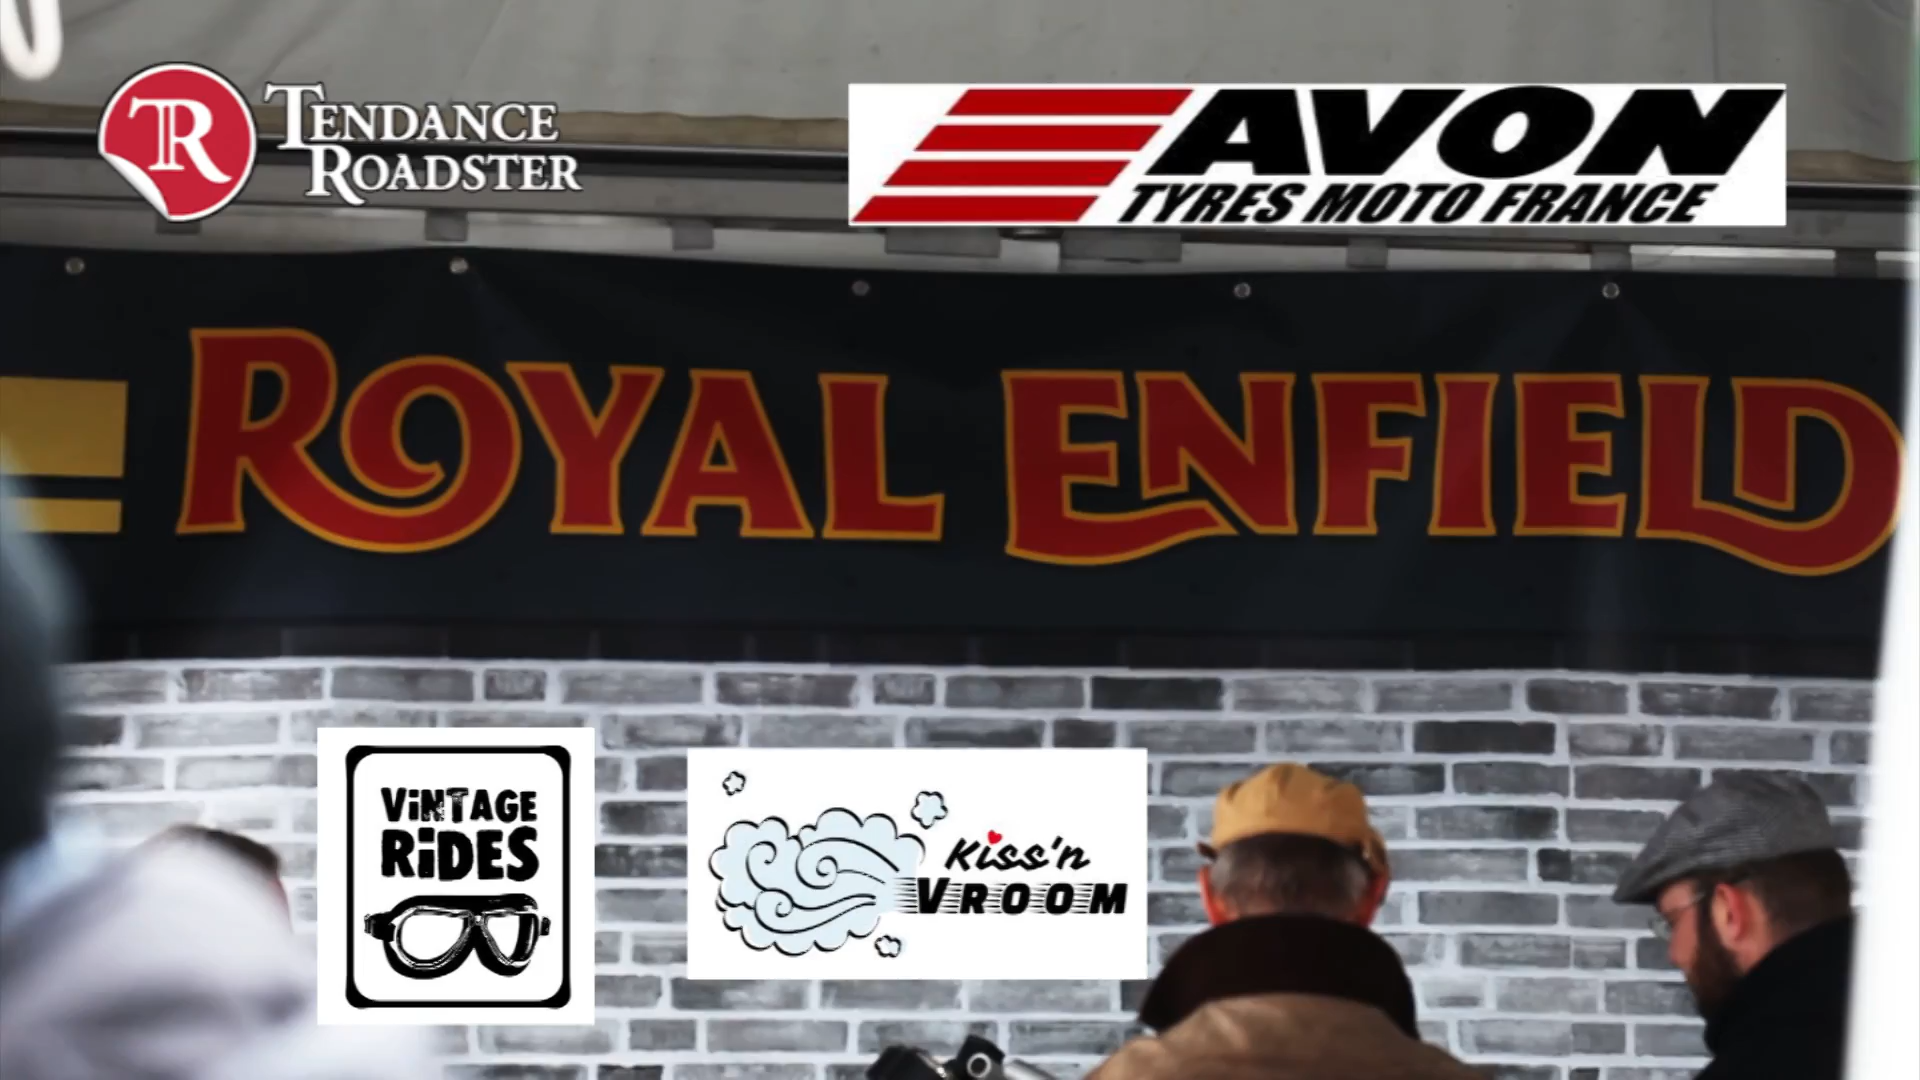 TR
TENDANCE
ROADSTER
AVON
TYRES MOTO FRANCE
ROYAL ENFIELD
ViNTAGE
RiDES
Kiss'n
VROOM